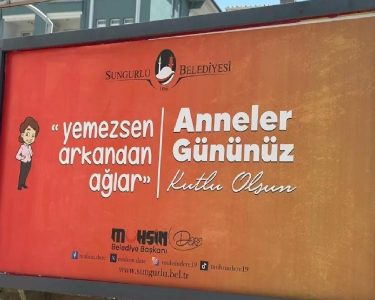 SUNGURLU BELEDİYESİ
“yemezsen
arkandan
ağlar”
Anneler
Gününüz
Kutlu Olsun
MUHSİN
Belediye Başkanı
www.sungurlu.bel.tr